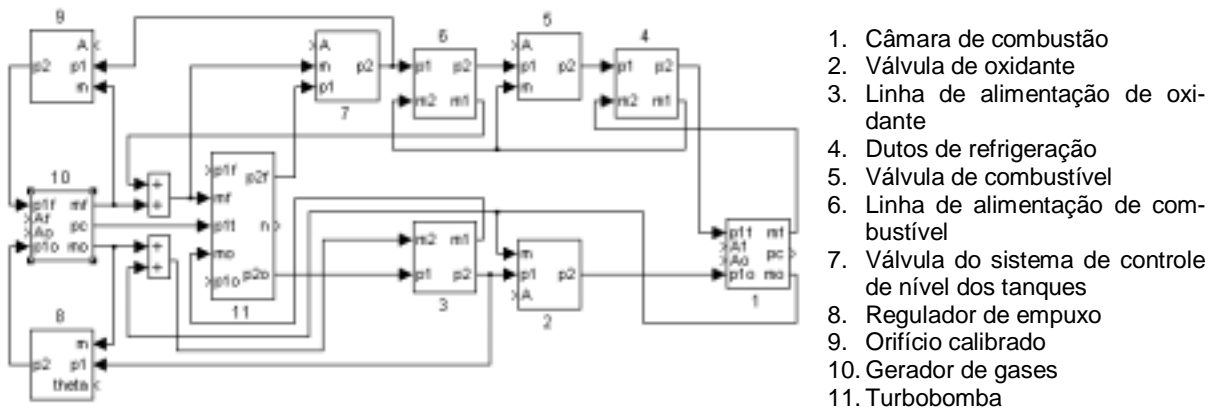 9
A
p2 p1
m
A
m p2
p1
7
6
p1 p2
m2 m1
5
A
p1 p2
m
4
p1 p2
m2 m1
10
p1f mf
Af
Ao pc
p1o mo
+
+
+
+
p1f p2f
mf
p1t n
mo
p1o p2o
11
m2 m1
p1 p2
3
m
p1 p2
A
2
p1f mf
Af
Ao pc
p1o mo
1
8
m
p2 p1
theta
1. Câmara de combustão
2. Válvula de oxidante
3. Linha de alimentação de oxi-
dante
4. Dutos de refrigeração
5. Válvula de combustível
6. Linha de alimentação de com-
bustível
7. Válvula do sistema de controle
de nível dos tanques
8. Regulador de empuxo
9. Orifício calibrado
10. Gerador de gases
11. Turbobomba